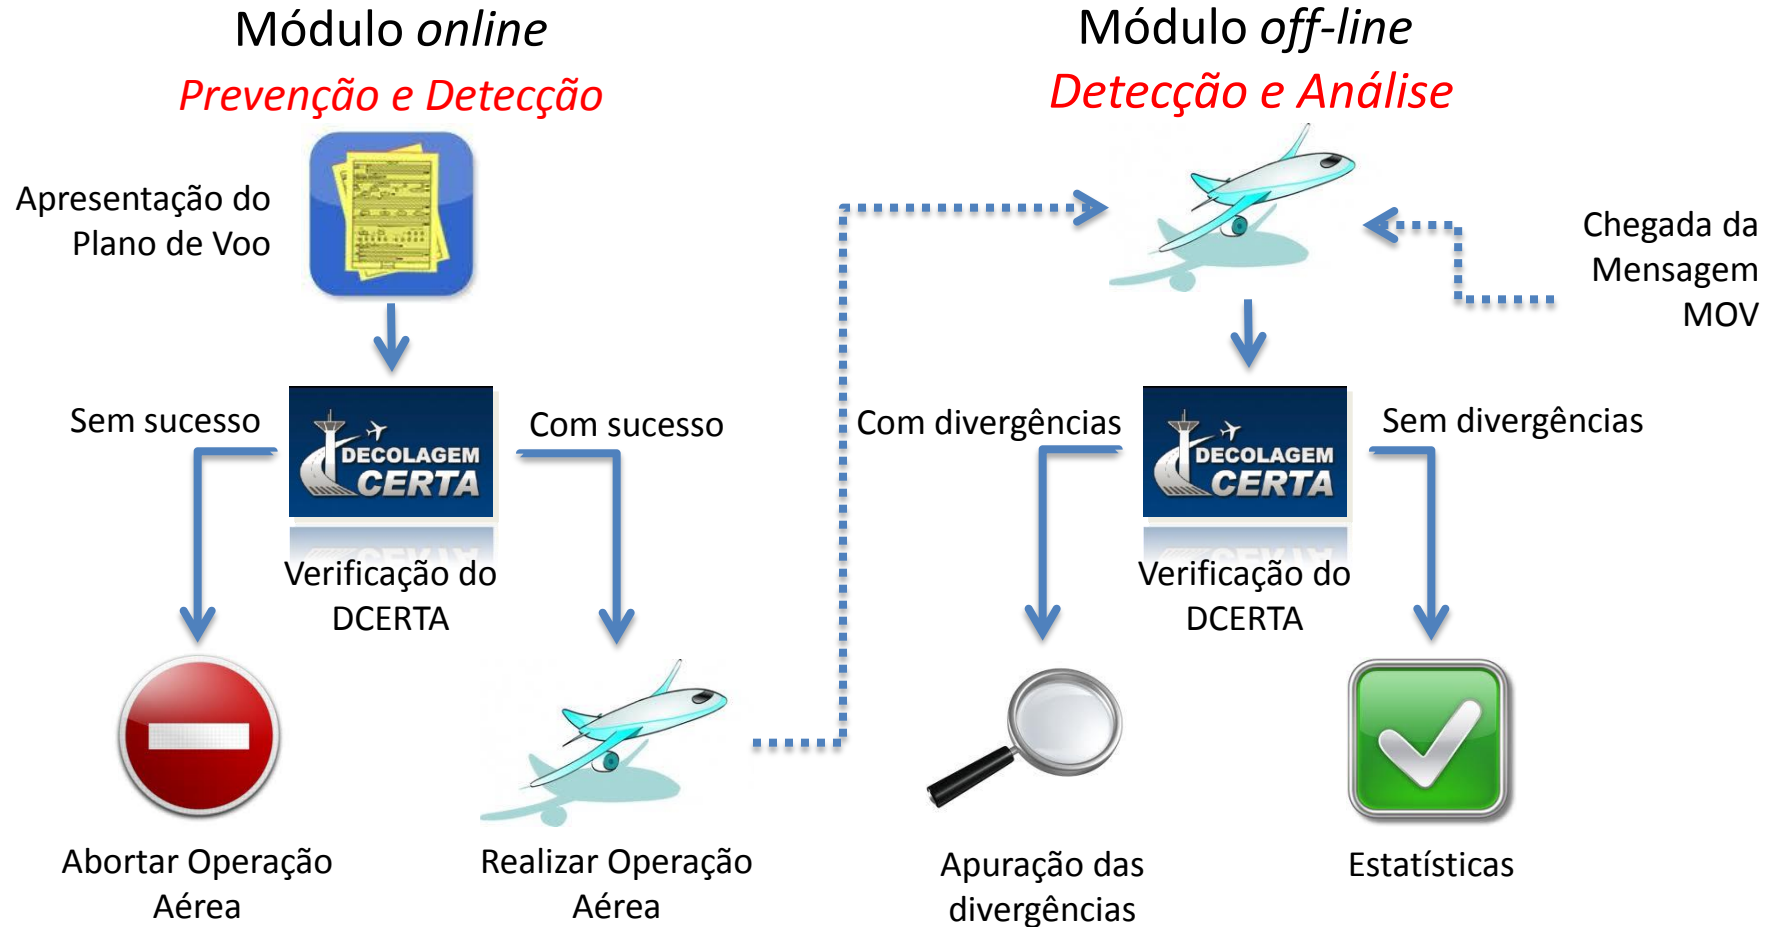 Módulo online
Prevenção e Detecção
Apresentação do
Plano de Voo
Sem sucesso
DECOLAGEM
CERTA
Com sucesso
Verificação do
DCERTA
Abortar Operação
Aérea
Realizar Operação
Aérea
Módulo off-line
Detecção e Análise
Chegada da
Mensagem
MOV
Com divergências
DECOLAGEM
CERTA
Sem divergências
Verificação do
DCERTA
Apuração das
divergências
Estatísticas